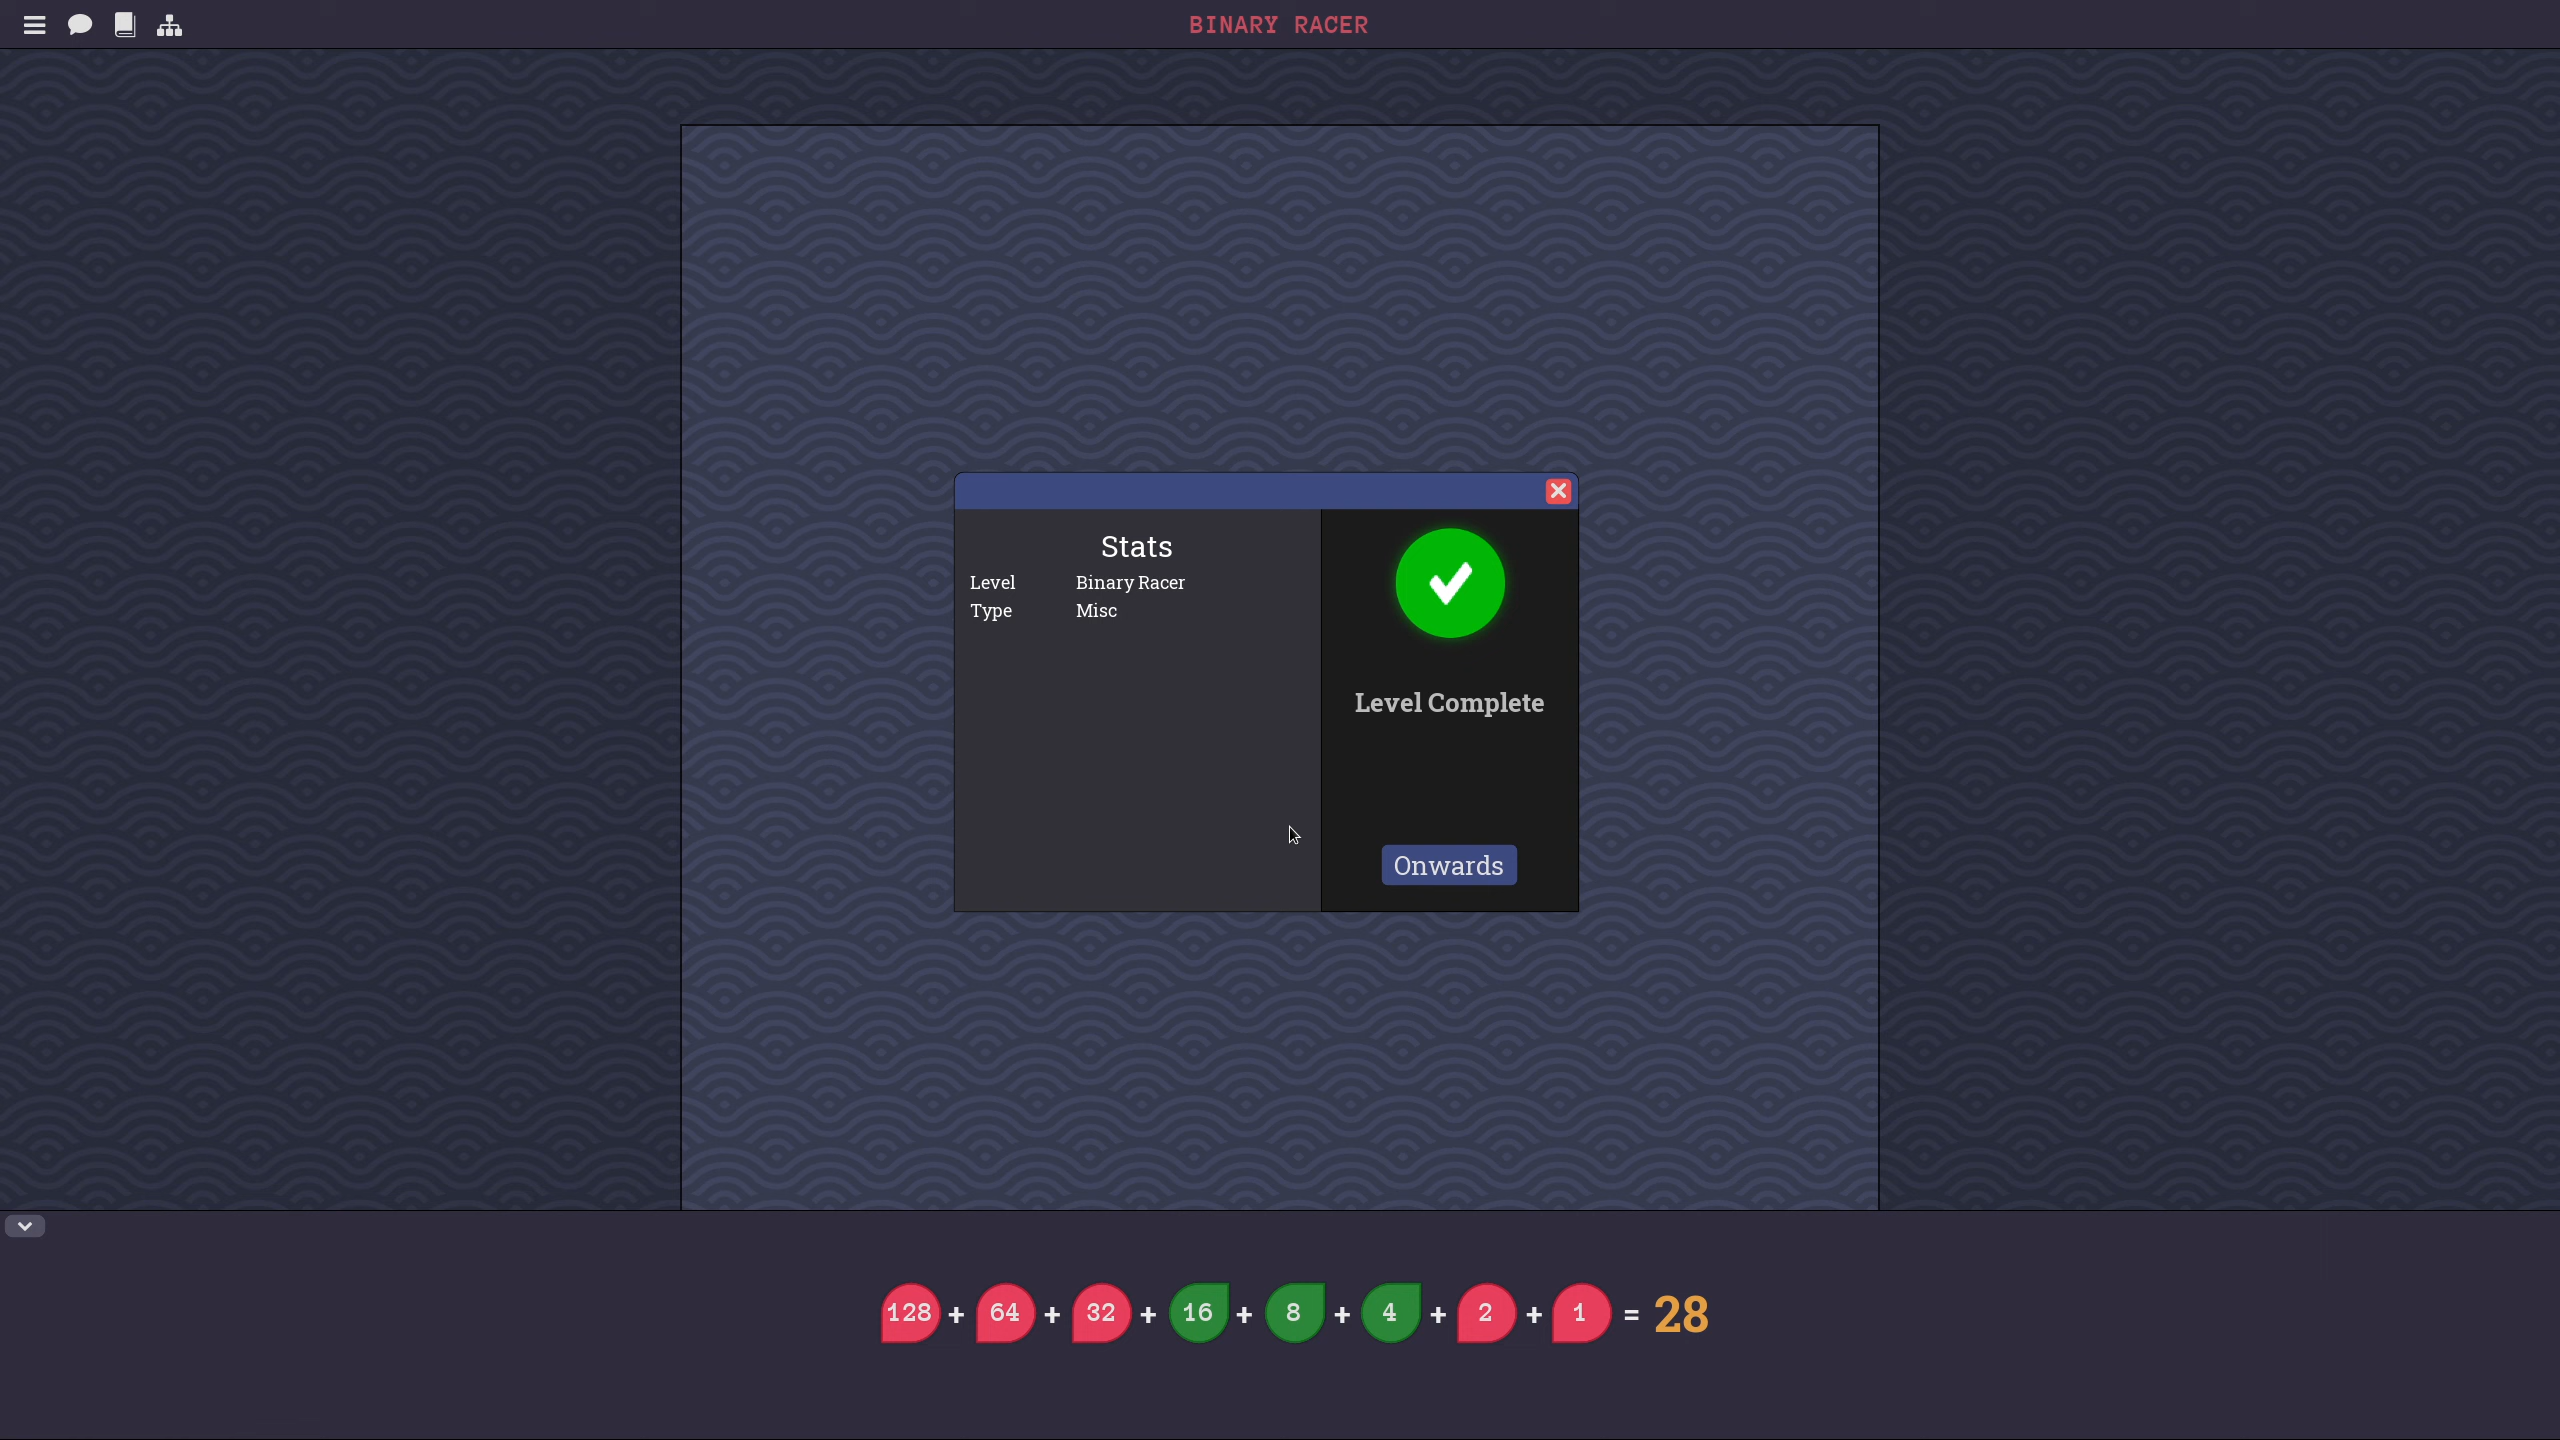 BINARY RACER
Stats
Level Binary Racer
Type Misc
Level Complete
Onwards
128 + 64 + 32 + 16 + 8 + 4 + 2 + 1 = 28